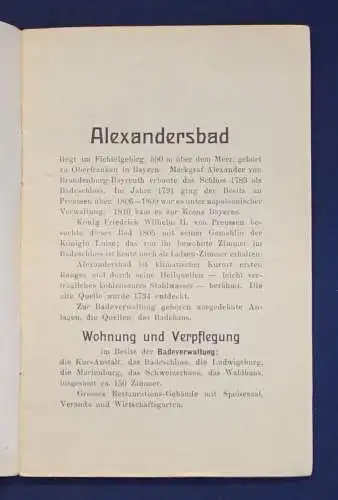 Alexandersbad
liegt im Fichtelgebirg, 590 m über dem Meer, gehört
zu Oberfranken in Bayern. Markgraf Alexander von
Brandenburg-Bayreuth erbaute das Schloss 1783 als
Badeschloss. Im Jahre 1791 ging der Besitz an
Preussen über, 1806—1809 war es unter napoleonischer
Verwaltung. 1810 kam es zur Krone Bayerns.
König Friedrich Wilhelm II. von Preussen be-
suchte dieses Bad 1805 mit seiner Gemahlin der
Königin Luise; das von ihr bewohnte Zimmer im
Badeschloss ist heute noch als Luisen-Zimmer erhalten.
Alexandersbad ist klimatischer Kurort ersten
Ranges und durch seine Heilquellen — leicht ver-
trägliches kohlensaures Stahlwasser — berühmt. Die
alte Quelle wurde 1734 entdeckt.
Zur Badeverwaltung gehören ausgedehnte An-
lagen, die Quellen, das Badehaus.
Wohnung und Verpflegung
im Besitz der Badeverwaltung:
die Kur-Anstalt, das Badeschloss, die Ludwigsburg,
die Marienburg, das Schweizerhaus, das Waldhaus,
insgesamt ca. 150 Zimmer.
Grosses Restaurations-Gebäude mit Speisesaal,
Veranda und Wirtschaftsgarten.